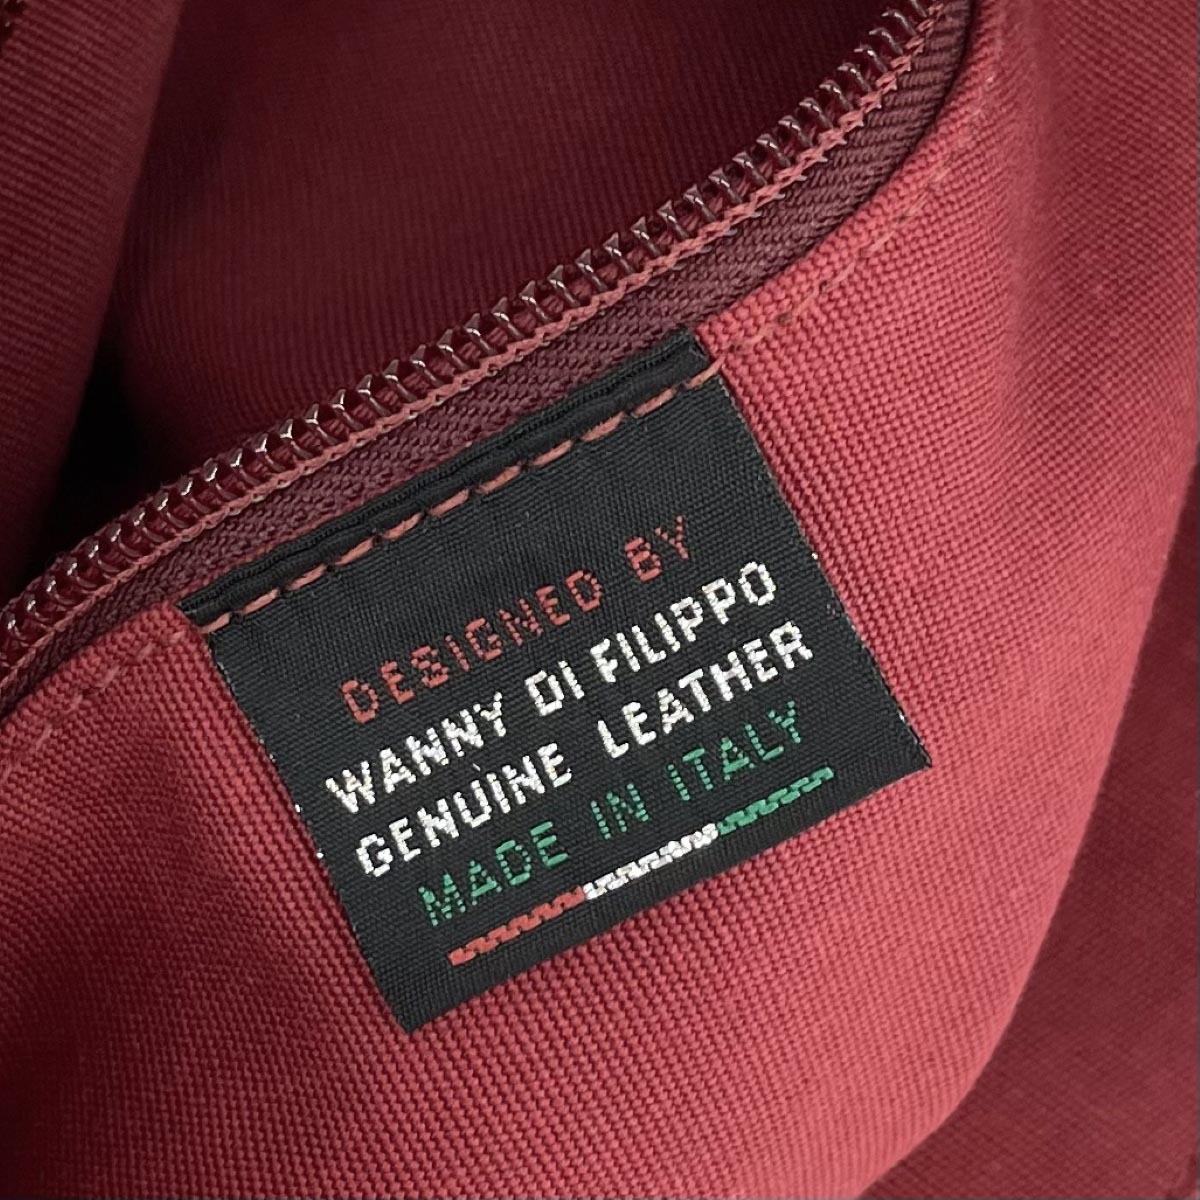 DESIGNED BY
WANNY DI FILIPPO
GENUINE LEATHER
MADE IN ITALY